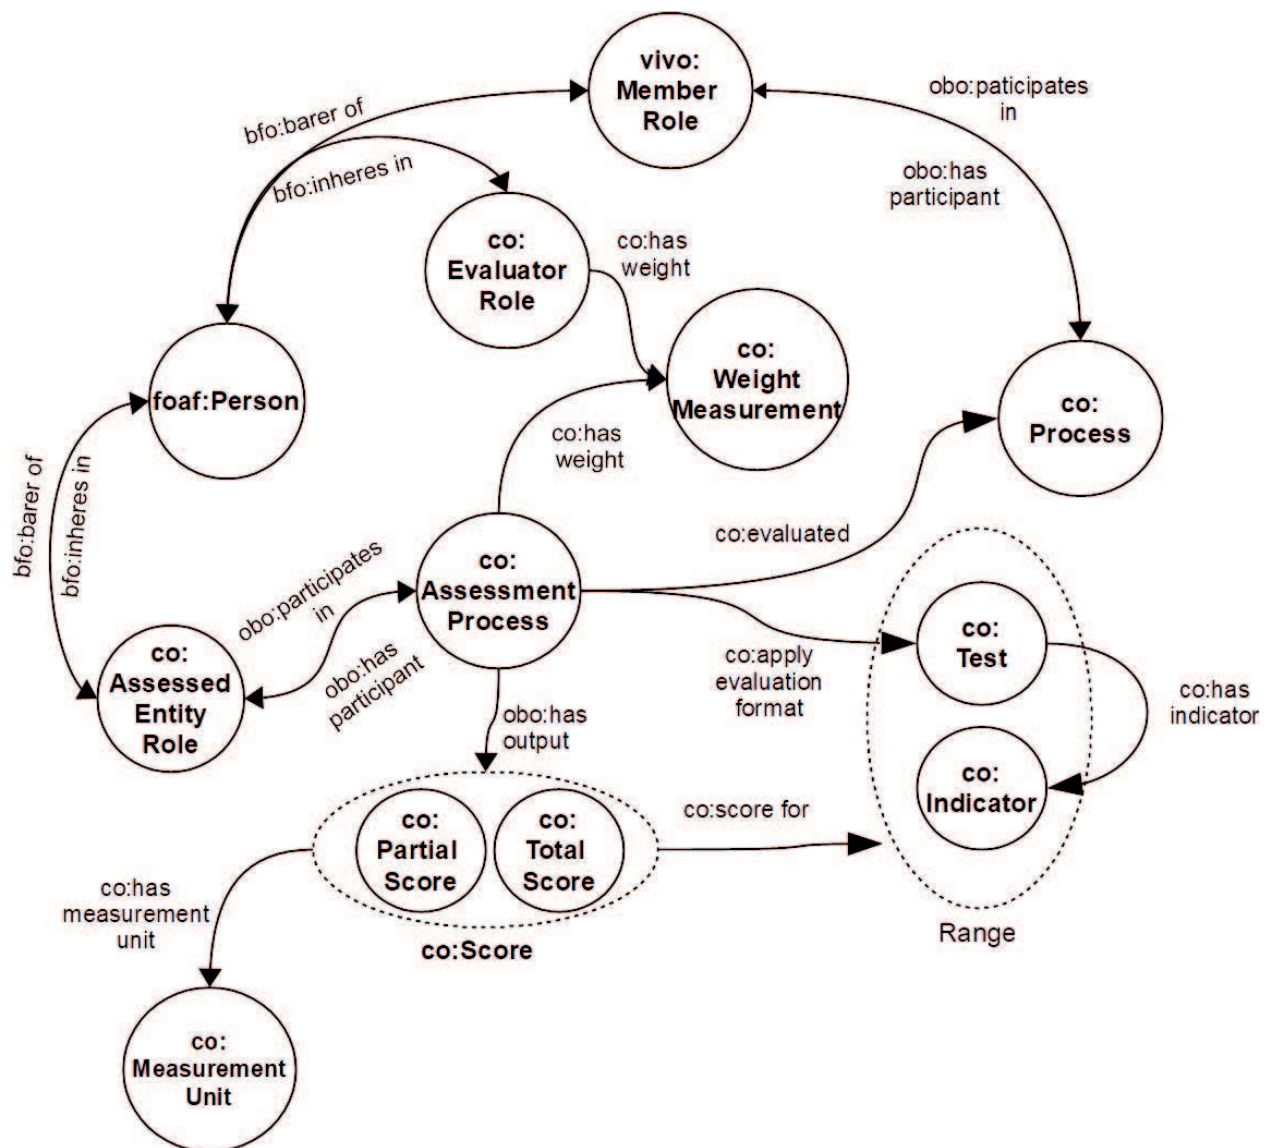 vivo:
Member
Role
obo:paticipates
in
bfo:barer of
bfo:inheres in
obo:has
participant
co:
Evaluator
Role
co:has
weight
co:
Weight
Measurement
foaf:Person
co:
Process
co:has
weight
bfo:barer of
bfo:inheres in
co:evaluated
co:
Assessment
Process
obo:participates
in
obo:has
participant
co:
Assessed
Entity
Role
co:
Test
co:apply
evaluation
format
co:has
indicator
obo:has
output
co:
Indicator
co:
Partial
Score
co:
Total
Score
co:score for
co:has
measurement
unit
co:Score
Range
co:
Measurement
Unit